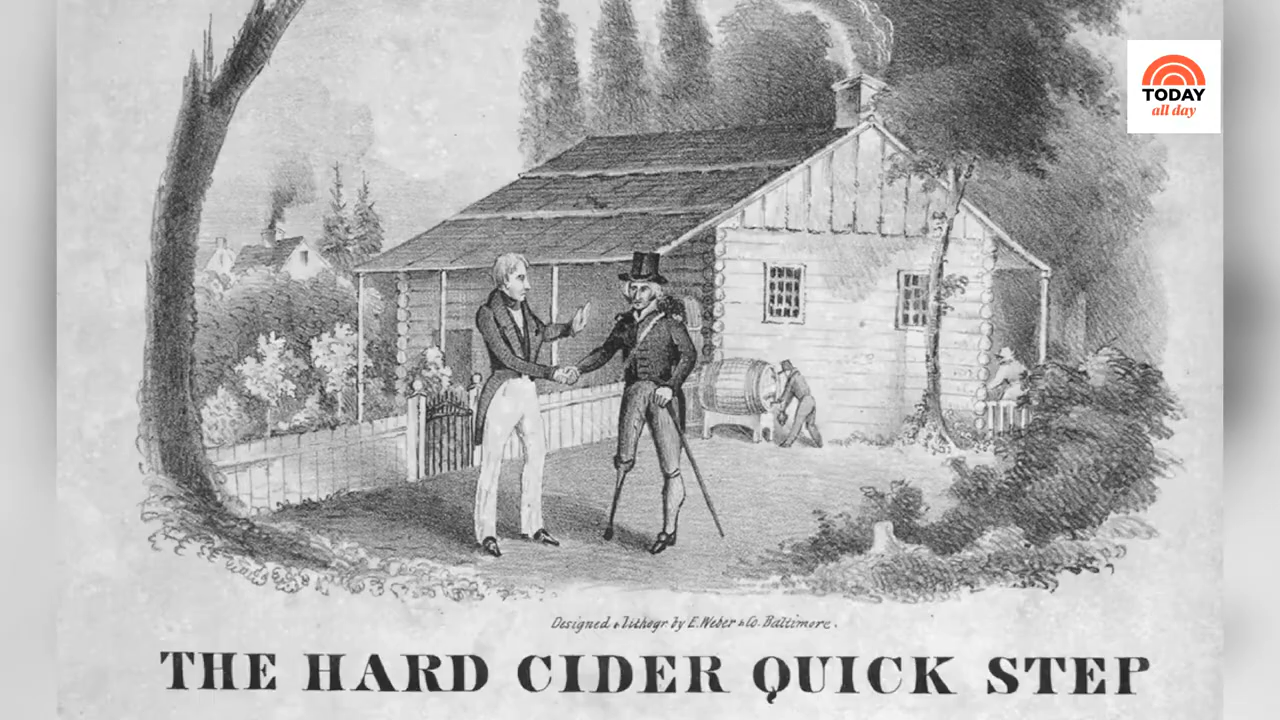 TODAY
all day
Designed & lithogr. by E. Weber & Co. Baltimore.
THE HARD CIDER QUICK STEP